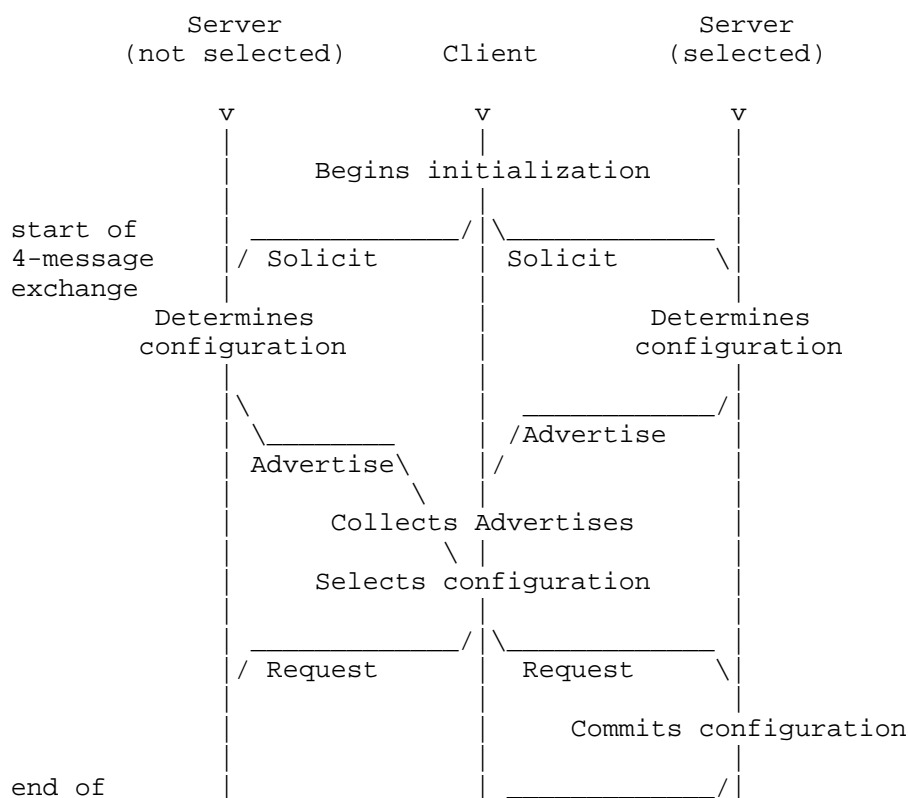 Server Server
(not selected) Client (selected)
v v v
Begins initialization
start of
4-message Solicit Solicit
exchange
Determines Determines
configuration configuration
Advertise
Advertise
Collects Advertises
Selects configuration
Request Request
Commits configuration
end of